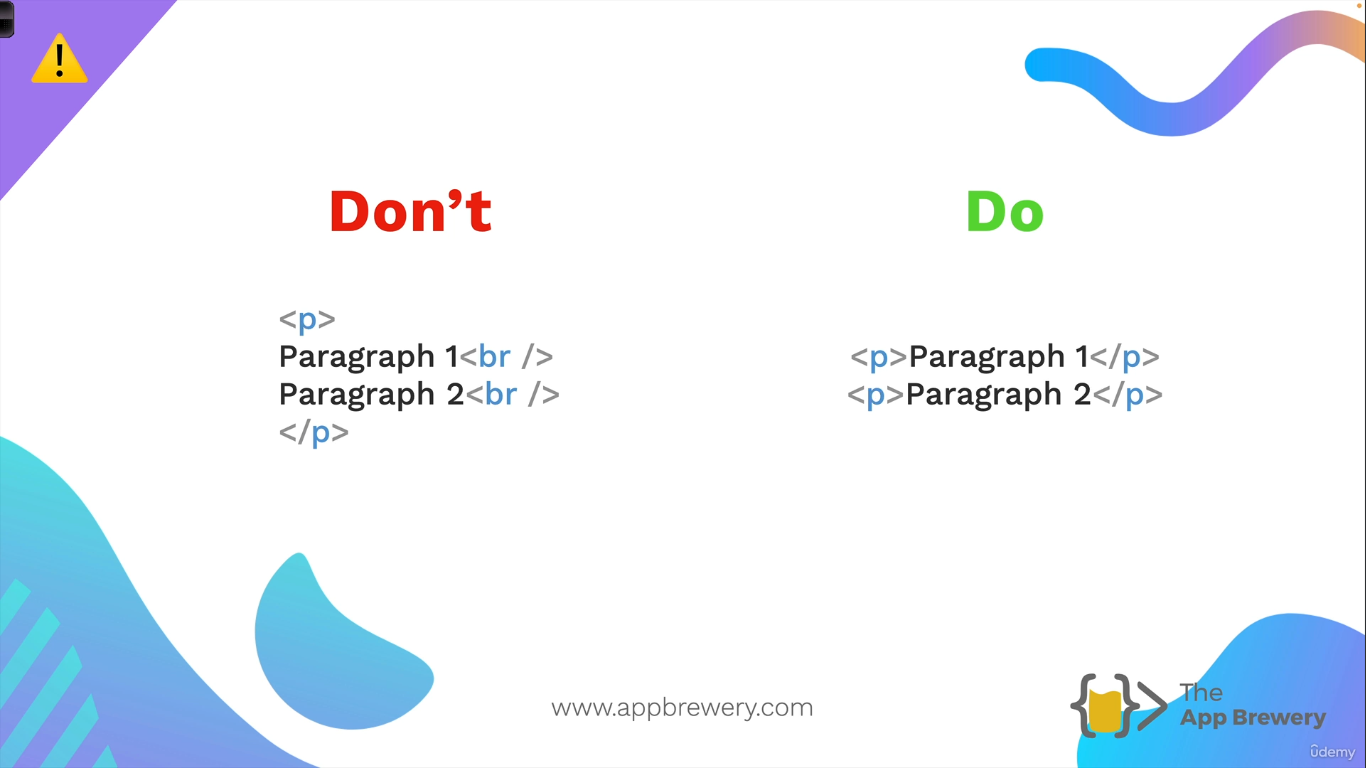 Don’t
Do
<p>
Paragraph 1<br />
Paragraph 2<br />
</p>
<p>Paragraph 1</p>
<p>Paragraph 2</p>
www.appbrewery.com
The
App Brewery
ûdemy